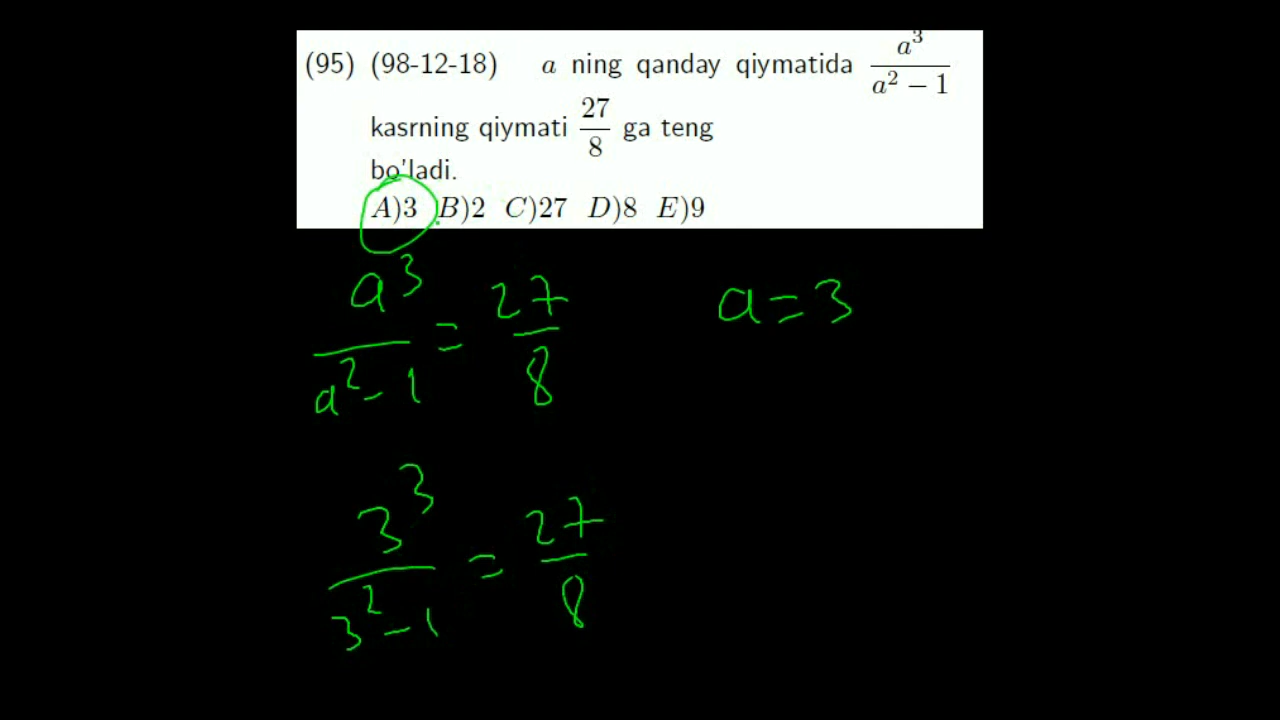 (95) (98-12-18) a ning qanday qiymatida a³/(a² − 1)
kasrning qiymati 27/8 ga teng
bo'ladi.
A)3 B)2 C)27 D)8 E)9
a³/(a² - 1) = 27/8
a = 3
3³/(3² - 1) = 27/8